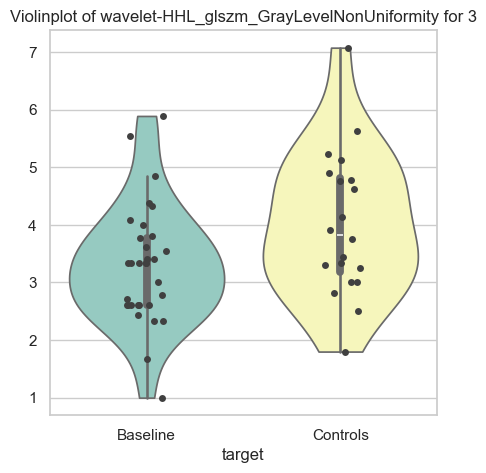 Violinplot of wavelet-HHL_glszm_GrayLevelNonUniformity for 3
7
6
5
4
3
2
1
Baseline Controls
target